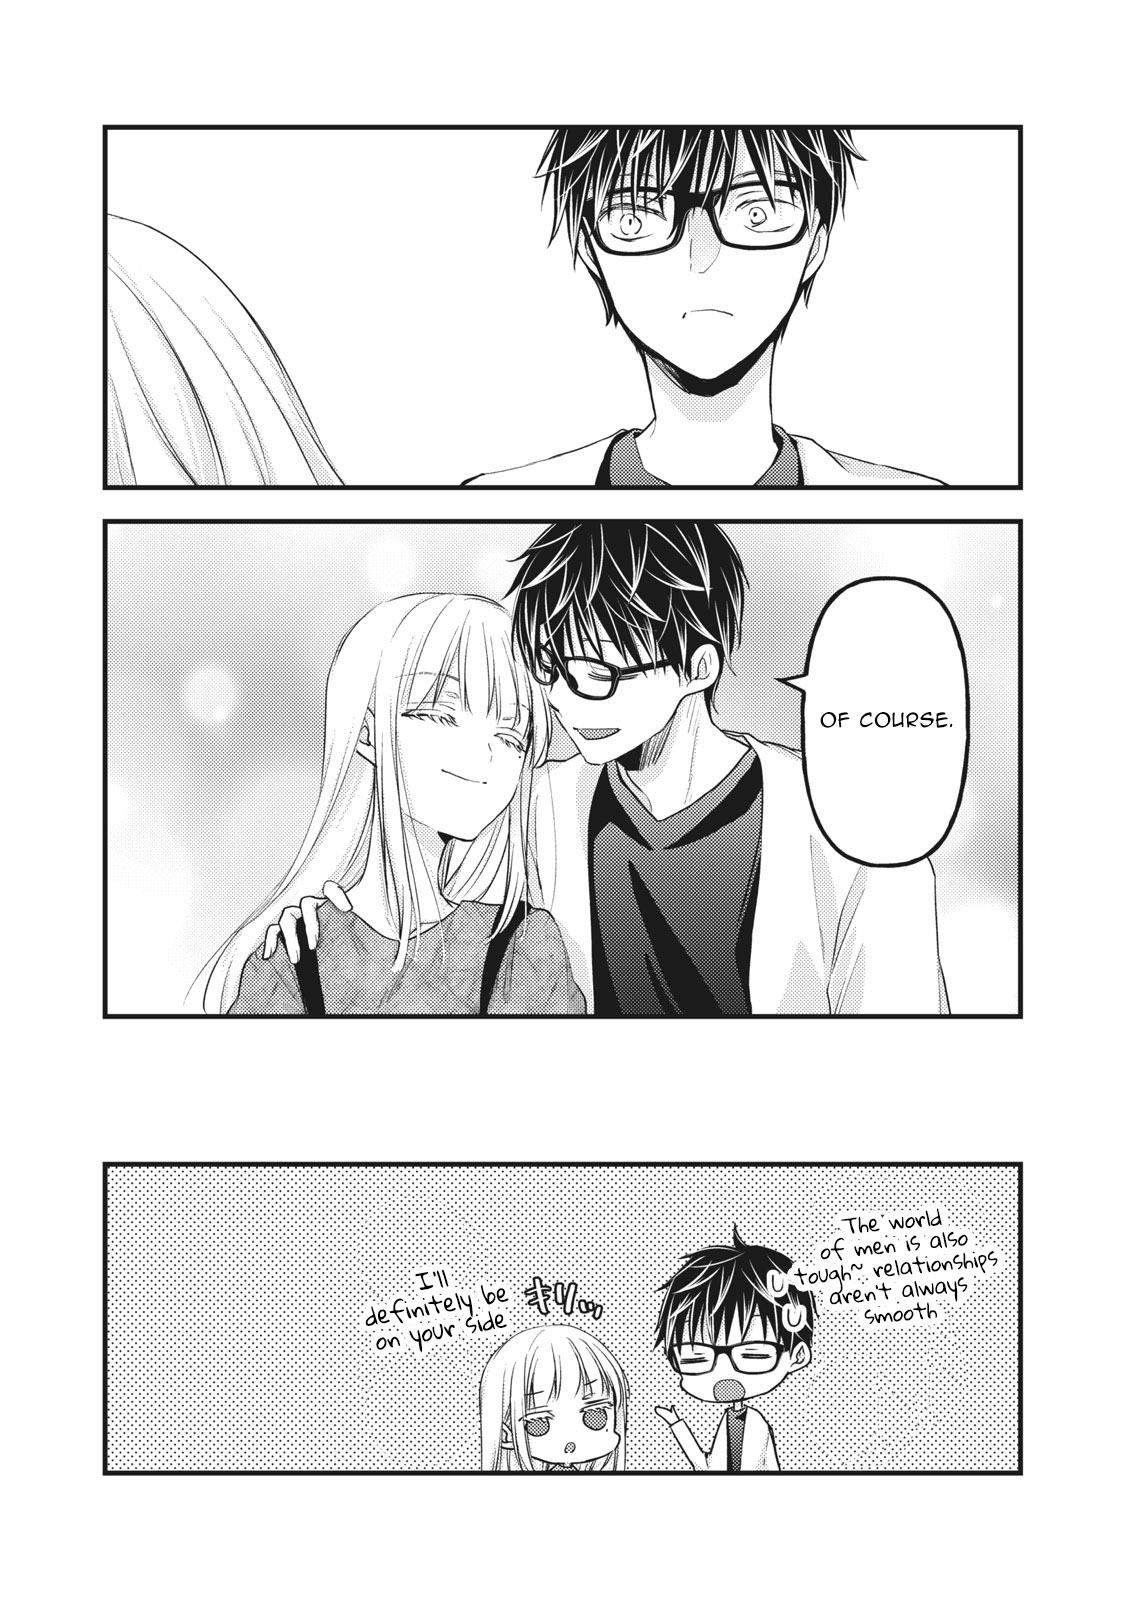 OF COURSE.
The world
of men is also
tough~ relationships
aren't always
smooth
キリッ...
I'll
definitely be
on your side